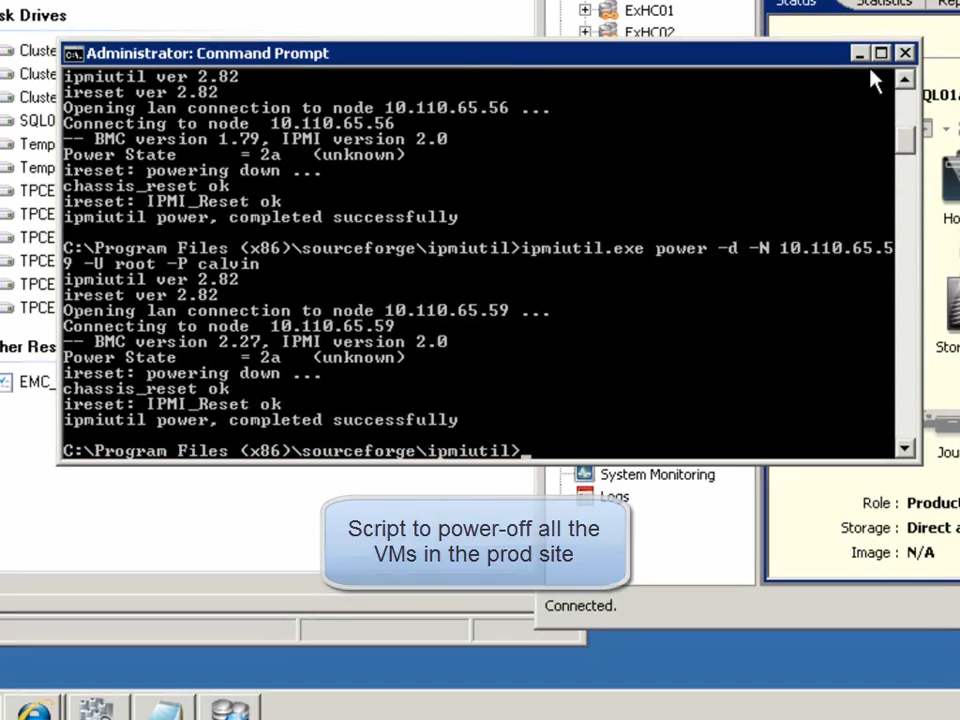 sk Drives
Cluste
Cluste
Cluste
SQL0
Temp
Temp
TPCE
TPCE
TPCE
TPCE
TPCE
TPCE
her Res
EMC_
ExHC01
ExHC02
Status
Statistics
QL01
Administrator: Command Prompt
ipmiutil ver 2.82
ireset ver 2.82
Opening lan connection to node 10.110.65.56 ...
Connecting to node  10.110.65.56
-- BMC version 1.79, IPMI version 2.0
Power State      = 2a   (unknown)
ireset: powering down ...
chassis_reset ok
ireset: IPMI_Reset ok
ipmiutil power, completed successfully
C:\Program Files (x86)\sourceforge\ipmiutil>ipmiutil.exe power -d -N 10.110.65.5
9 -U root -P calvin
ipmiutil ver 2.82
ireset ver 2.82
Opening lan connection to node 10.110.65.59 ...
Connecting to node  10.110.65.59
-- BMC version 2.27, IPMI version 2.0
Power State      = 2a   (unknown)
ireset: powering down ...
chassis_reset ok
ireset: IPMI_Reset ok
ipmiutil power, completed successfully
C:\Program Files (x86)\sourceforge\ipmiutil>_
Ho
Stor
Jou
System Monitoring
Logs
Role : Produc
Storage : Direct a
Image : N/A
Script to power-off all the
VMs in the prod site
Connected.